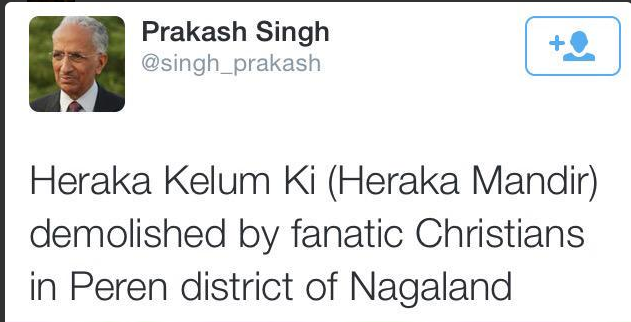 Prakash Singh
@singh_prakash
Heraka Kelum Ki (Heraka Mandir)
demolished by fanatic Christians
in Peren district of Nagaland